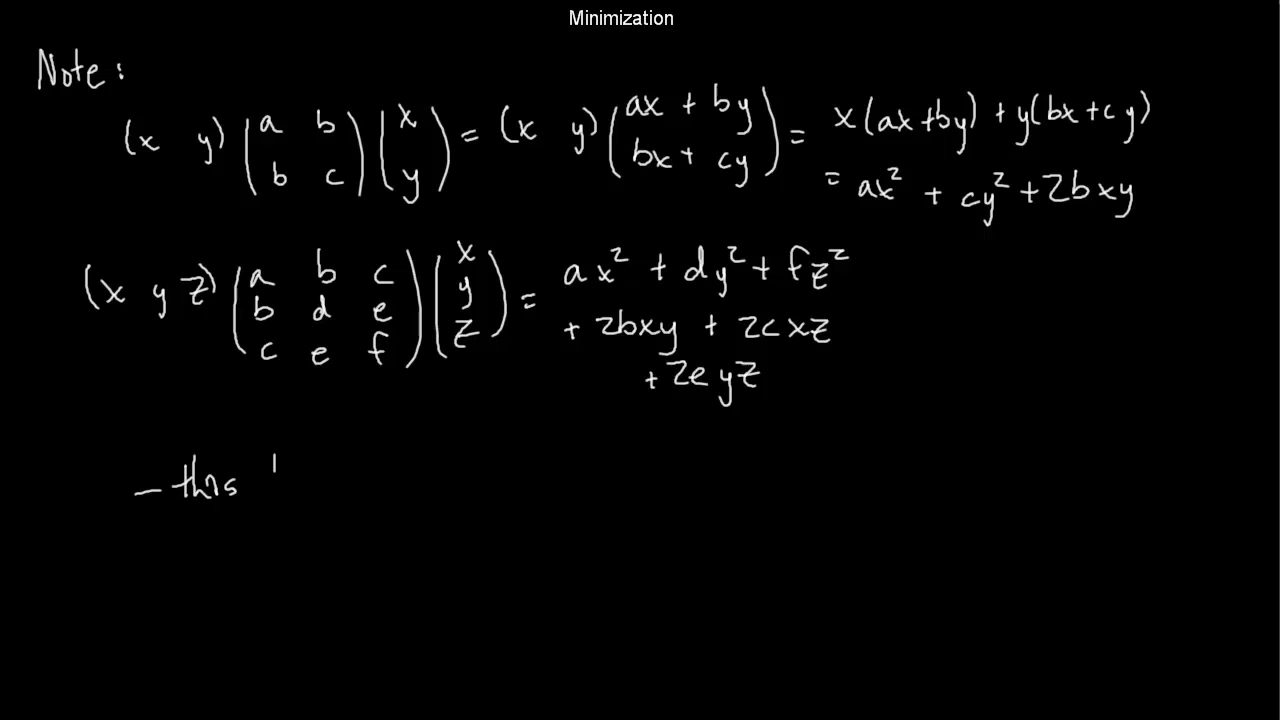 Minimization
Note:
(x y) (a b; b c) (x; y) = (x y) (ax + by; bx + cy) = x(ax+by) + y(bx+cy)
= ax² + cy² + 2bxy
(x y z) (a b c; b d e; c e f) (x; y; z) = ax² + dy² + fz²
+ 2bxy + 2cxz
+ 2eyz
- this